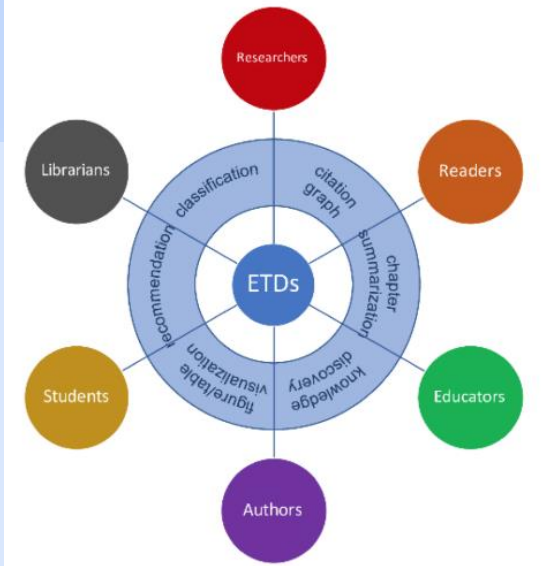 Researchers
Librarians
Readers
classification
citation
graph
recommendation
chapter
summarization
ETDs
figure/table
visualization
knowledge
discovery
Students
Educators
Authors